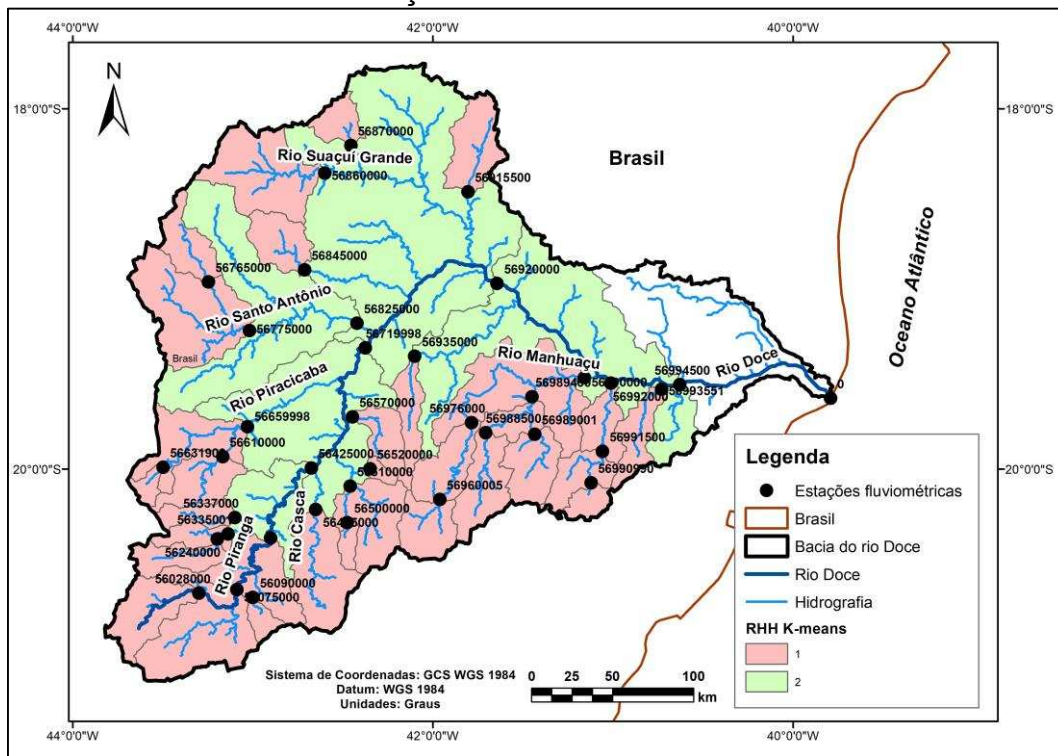 44°0'0"W
42°0'0"W
40°0'0"W
18°0'0"S
18°0'0"S
N
56870000
Rio Suaçuí Grande
56860000
56915500
Brasil
Oceano Atlântico
56765000
56845000
56920000
Rio Santo Antônio
56775000
56825000
56719998
56935000
Brasil
Rio Manhuaçu
Rio Doce
56994500
56993551
56992000
Rio Piracicaba
56570000
56976000
56988500
56989001
56659998
56610000
56425000
56520000
56991500
20°0'0"S
20°0'0"S
56990990
56960005
56500000
56337000
Rio Casca
Rio Piranga
56240000
56028000
56090000
Legenda
Estações fluviométricas
Brasil
Bacia do rio Doce
Rio Doce
Hidrografia
RHH K-means
1
2
Sistema de Coordenadas: GCS WGS 1984
Datum: WGS 1984
Unidades: Graus
0 25 50 100
km
44°0'0"W
42°0'0"W
40°0'0"W